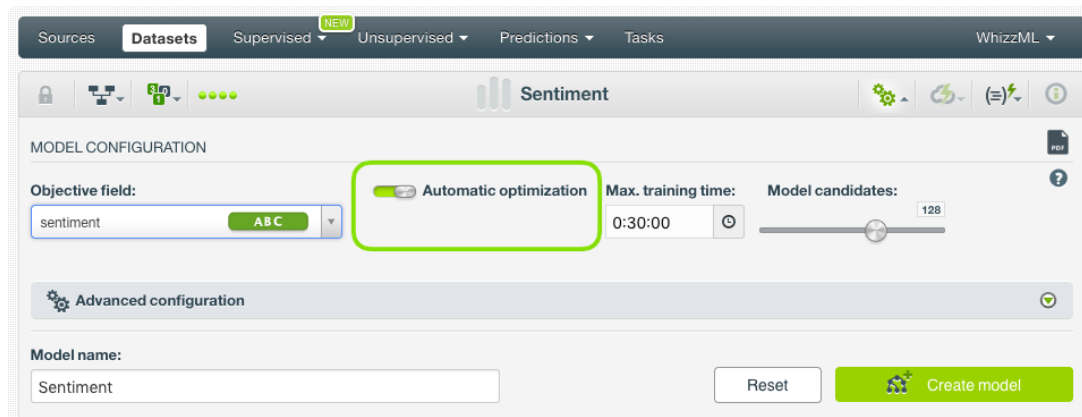 NEW
Sources Datasets Supervised Unsupervised Predictions Tasks WhizzML
Sentiment
MODEL CONFIGURATION
PDF
Objective field: Automatic optimization Max. training time: Model candidates:
128
sentiment ABC 0:30:00
Advanced configuration
Model name:
Sentiment Reset Create model